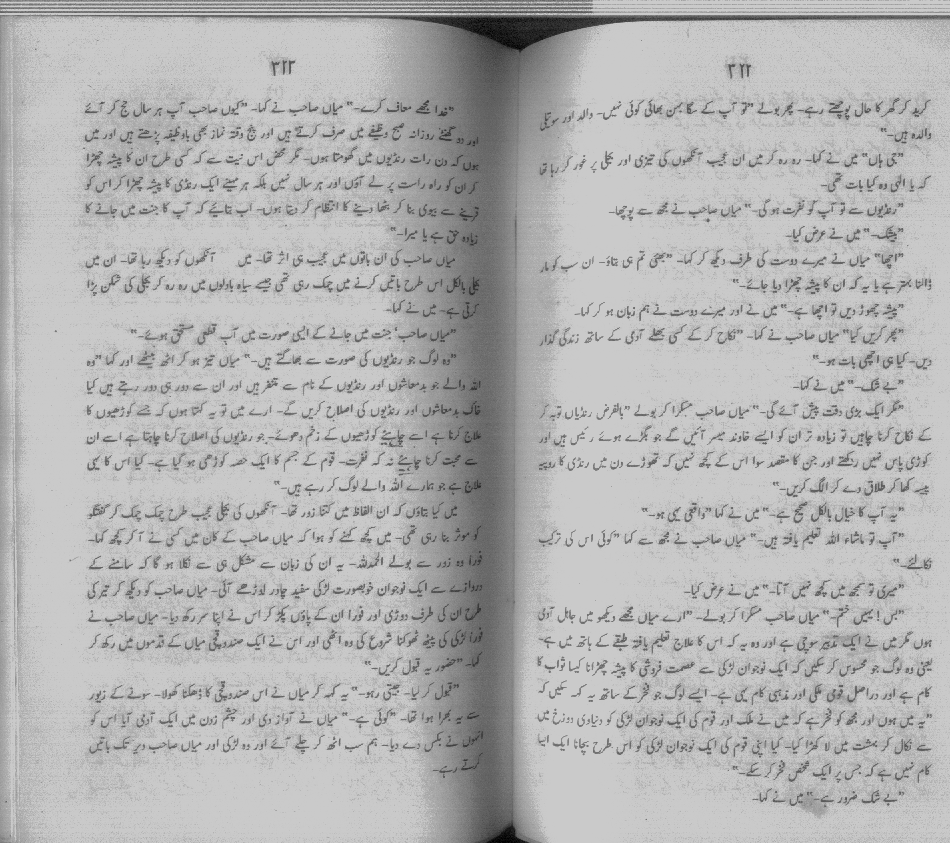 ۳۲۲
کرید کر گھر کا حال پوچھتے رہے۔ پھر بولے ”تو آپ کے سگا بہن بھائی کوئی نہیں۔ والد اور سوتیلی
والدہ ہیں۔“
”جی ہاں“ میں نے کہا۔ رہ رہ کر میں ان عجیب آنکھوں کی تیزی اور بجلی پر غور کر رہا تھا
کہ یا الٰہی وہ کیا بات تھی۔
”رنڈیوں سے تو آپ کو نفرت ہو گی۔“ میاں صاحب نے مجھ سے پوچھا۔
”بیشک۔“ میں نے عرض کیا۔
”اچھا“ میاں نے میرے دوست کی طرف دیکھ کر کہا۔ ”بھئی تم ہی بتاؤ۔ ان سب کو مار
ڈالنا بہتر ہے یا یہ کہ ان کا پیشہ چھڑا دیا جائے۔“
”پیشہ چھوڑ دیں تو اچھا ہے۔“ میں نے اور میرے دوست نے ہم زبان ہو کر کہا۔
”پھر کریں کیا“ میاں صاحب نے کہا۔ ”نکاح کر کے کسی بھلے آدمی کے ساتھ زندگی گذار
دیں۔ کیا ہی اچھی بات ہو۔“
”بے شک۔“ میں نے کہا۔
”مگر ایک بڑی دقت پیش آئے گی۔“ میاں صاحب مسکرا کر بولے ”بالفرض رنڈیاں توبہ کر
کے نکاح کرنا چاہیں تو زیادہ تر ان کو ایسے خاوند میسر آئیں گے جو بگڑے ہوئے رئیس ہیں اور
کوڑی پاس نہیں رکھتے اور جن کا مقصد سوا اس کے کچھ نہیں کہ تھوڑے دن میں رنڈی کا روپیہ
پیسہ کھا کر طلاق دے کر الگ کریں۔“
”یہ آپ کا خیال بالکل صحیح ہے۔“ میں نے کہا ”واقعی یہی ہو۔“
”آپ تو ماشاء اللہ تعلیم یافتہ ہیں۔“ میاں صاحب نے مجھ سے کہا ”کوئی اس کی ترکیب
نکالئے۔“
”میری تو سمجھ میں کچھ نہیں آتا۔“ میں نے عرض کیا۔
”بس! یہیں ختم۔“ میاں صاحب مسکرا کر بولے۔ ”ارے میاں مجھے دیکھو میں جاہل آدمی
ہوں مگر میں نے ایک تدبیر سوچی ہے اور وہ یہ کہ اس کا علاج تعلیم یافتہ طبقے کے ہاتھ میں ہے۔
یعنی وہ لوگ جو محسوس کر سکیں کہ ایک نوجوان لڑکی سے عصمت فروشی کا پیشہ چھڑانا کیسا ثواب کا
کام ہے اور دراصل قومی ملکی اور مذہبی کام یہی ہے۔ ایسے لوگ جو فخر کے ساتھ یہ کہہ سکیں کہ
”یہ میں ہوں اور مجھ کو فخر ہے کہ میں نے ملک اور قوم کی ایک نوجوان لڑکی کو دنیاوی دوزخ میں
سے نکال کر بہشت میں لا کھڑا کیا۔ کیا اپنی قوم کی ایک نوجوان لڑکی کو اس طرح بچانا ایک ایسا
کام نہیں ہے کہ جس پر ایک شخص فخر کر سکے۔“
”بے شک ضرور ہے۔“ میں نے کہا۔
۳۲۲
”خدا مجھے معاف کرے۔“ میاں صاحب نے کہا۔ ”کیوں صاحب آپ ہر سال حج کر آئے
اور دو گھنٹے روزانہ صبح وظیفے میں صرف کرتے ہیں اور پنج وقتہ نماز بھی باوظیفہ پڑھتے ہیں اور میں
ہوں کہ دن رات رنڈیوں میں گھومتا ہوں۔ مگر محض اس نیت سے کہ کسی طرح ان کا پیشہ چھڑا
کر ان کو راہ راست پر لے آؤں اور ہر سال نہیں بلکہ ہر مہینے ایک رنڈی کا پیشہ چھڑا کر اس کو
قرینے سے بیوی بنا کر بٹھا دینے کا انتظام کر دیتا ہوں۔ اب بتائیے کہ آپ کا جنت میں جانے کا
زیادہ حق ہے یا میرا۔“
میاں صاحب کی ان باتوں میں عجیب ہی اثر تھا۔ میں آنکھوں کو دیکھ رہا تھا۔ ان میں
بجلی بالکل اس طرح باتیں کرنے میں چمک رہی تھی جیسے سیاہ بادلوں میں رہ رہ کر بجلی کی شکن پڑا
کرتی ہے۔ میں نے کہا۔
”میاں صاحب' جنت میں جانے کے ایسی صورت میں آپ قطعی مستحق ہوئے۔“
”وہ لوگ جو رنڈیوں کی صورت سے بھاگتے ہیں۔“ میاں تیز ہو کر اٹھ بیٹھے اور کہا ”وہ
اللہ والے جو بدمعاشوں اور رنڈیوں کے نام سے متنفر ہیں اور ان سے دور ہی دور رہتے ہیں کیا
خاک بدمعاشوں اور رنڈیوں کی اصلاح کریں گے۔ ارے میں تو یہ کہتا ہوں کہ جسے کوڑھیوں کا
علاج کرنا ہے اسے چاہیئے کوڑھیوں کے زخم دھوئے۔ جو رنڈیوں کی اصلاح کرنا چاہتا ہے اسے ان
سے محبت کرنا چاہیئے نہ کہ نفرت۔ قوم کے جسم کا ایک حصہ کوڑھی ہو گیا ہے۔ کیا اس کا یہی
علاج ہے جو ہمارے اللہ والے لوگ کر رہے ہیں۔“
میں کیا بتاؤں کہ ان الفاظ میں کتنا زور تھا۔ آنکھوں کی بجلی عجیب طرح چمک چمک کر گفتگو
کو موثر بنا رہی تھی۔ میں کچھ کہنے کو ہوا کہ میاں صاحب کے کان میں کسی نے آ کر کچھ کہا۔
فوراً وہ زور سے بولے الحمدللہ۔ یہ ان کی زبان سے مشکل ہی سے نکلا ہو گا کہ سامنے کے
دروازے سے ایک نوجوان خوبصورت لڑکی سفید چادر اوڑھے آئی۔ میاں صاحب کو دیکھ کر تیر کی
طرح ان کی طرف دوڑی اور فوراً ان کے پاؤں پکڑ کر اس نے اپنا سر رکھ دیا۔ میاں صاحب نے
فوراً لڑکی کی پیٹھ ٹھوکنا شروع کی وہ اٹھی اور اس نے ایک صندوقچی میاں کے قدموں میں رکھ کر
کہا۔ ”حضور یہ قبول کریں۔“
”قبول کر لیا۔ جیتی رہو۔“ یہ کہہ کر میاں نے اس صندوقچی کا ڈھکنا کھولا۔ سونے کے زیور
سے یہ بھرا ہوا تھا۔ ”کوئی ہے۔“ میاں نے آواز دی اور چشم زدن میں ایک آدمی آیا اس کو
انھوں نے بکس دے دیا۔ ہم سب اٹھ کر چلے آئے اور وہ لڑکی اور میاں صاحب دیر تک باتیں
کرتے رہے۔